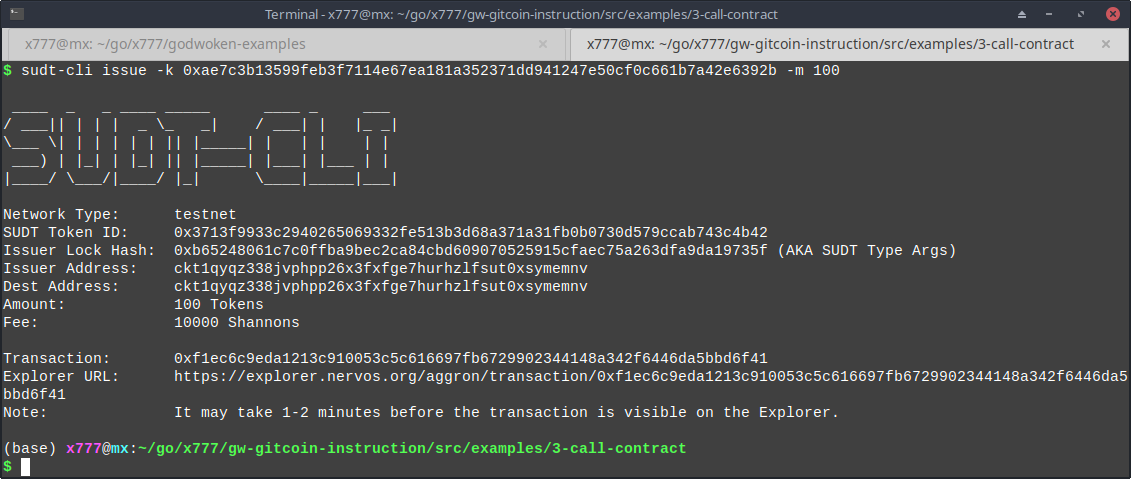 Terminal - x777@mx: ~/go/x777/gw-gitcoin-instruction/src/examples/3-call-contract
x777@mx: ~/go/x777/godwoken-examples
x777@mx: ~/go/x777/gw-gitcoin-instruction/src/examples/3-call-contract
$ sudt-cli issue -k 0xae7c3b13599feb3f7114e67ea181a352371dd941247e50cf0c661b7a42e6392b -m 100
SUDT-CLI
Network Type: testnet
SUDT Token ID: 0x3713f9933c2940265069332fe513b3d68a371a31fb0b0730d579ccab743c4b42
Issuer Lock Hash: 0xb65248061c7c0ffba9bec2ca84cbd609070525915cfaec75a263dfa9da19735f (AKA SUDT Type Args)
Issuer Address: ckt1qyqz338jvphpp26x3fxfge7hurhzlfsut0xsymemnv
Dest Address: ckt1qyqz338jvphpp26x3fxfge7hurhzlfsut0xsymemnv
Amount: 100 Tokens
Fee: 10000 Shannons
Transaction: 0xf1ec6c9eda1213c910053c5c616697fb6729902344148a342f6446da5bbd6f41
Explorer URL: https://explorer.nervos.org/aggron/transaction/0xf1ec6c9eda1213c910053c5c616697fb6729902344148a342f6446da5
bbd6f41
Note: It may take 1-2 minutes before the transaction is visible on the Explorer.
(base) x777@mx:~/go/x777/gw-gitcoin-instruction/src/examples/3-call-contract
$